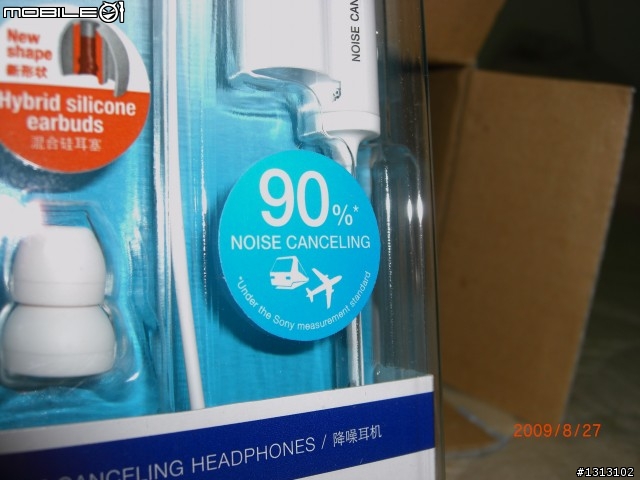 MOBILE01
New
shape
新形状
Hybrid silicone
earbuds
混合硅耳塞
NOISE CAN
90%*
NOISE CANCELING
*Under the Sony measurement standard
CANCELING HEADPHONES / 降噪耳机
2009/8/27
#1313102